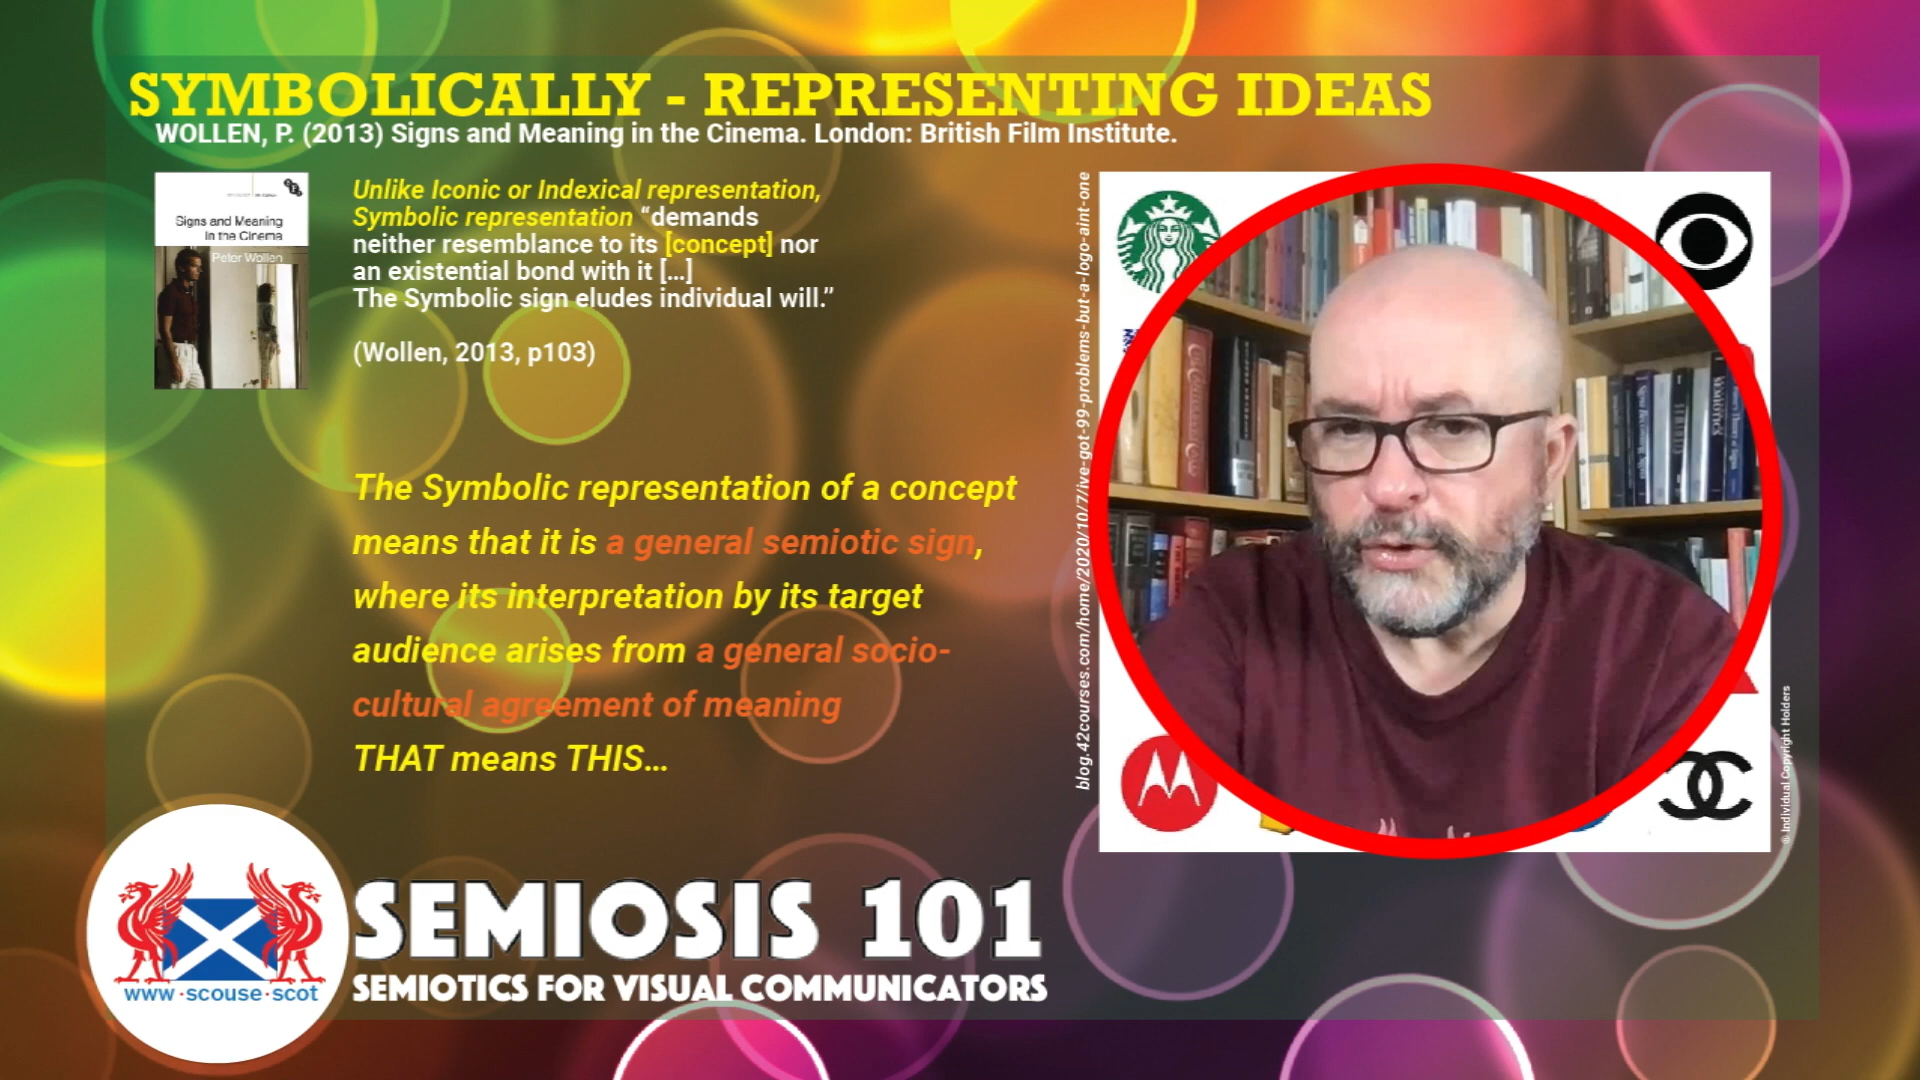 SYMBOLICALLY - REPRESENTING IDEAS
WOLLEN, P. (2013) Signs and Meaning in the Cinema. London: British Film Institute.
Signs and Meaning
in the Cinema
Peter Wollen
Unlike Iconic or Indexical representation,
Symbolic representation “demands
neither resemblance to its [concept] nor
an existential bond with it [...]
The Symbolic sign eludes individual will.”
(Wollen, 2013, p103)
The Symbolic representation of a concept
means that it is a general semiotic sign,
where its interpretation by its target
audience arises from a general socio-
cultural agreement of meaning
THAT means THIS...
blog.42courses.com/home/2020/10/7/ive-got-99-problems-but-a-logo-aint-one
SEMIOTICS
© Individual Copyright Holders
www·scouse·scot
SEMIOSIS 101
SEMIOTICS FOR VISUAL COMMUNICATORS